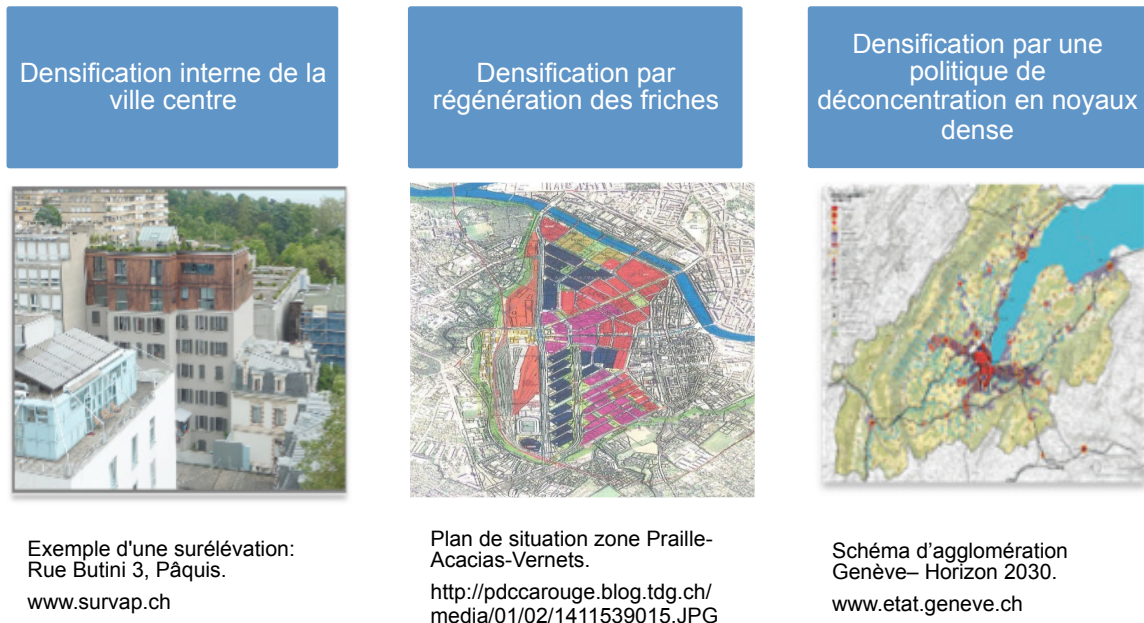 Densification interne de la
ville centre
Densification par
régénération des friches
Densification par une
politique de
déconcentration en noyaux
dense
Exemple d'une surélévation:
Rue Butini 3, Pâquis.
www.survap.ch
Plan de situation zone Praille-
Acacias-Vernets.
http://pdccarouge.blog.tdg.ch/
media/01/02/1411539015.JPG
Schéma d’agglomération
Genève– Horizon 2030.
www.etat.geneve.ch